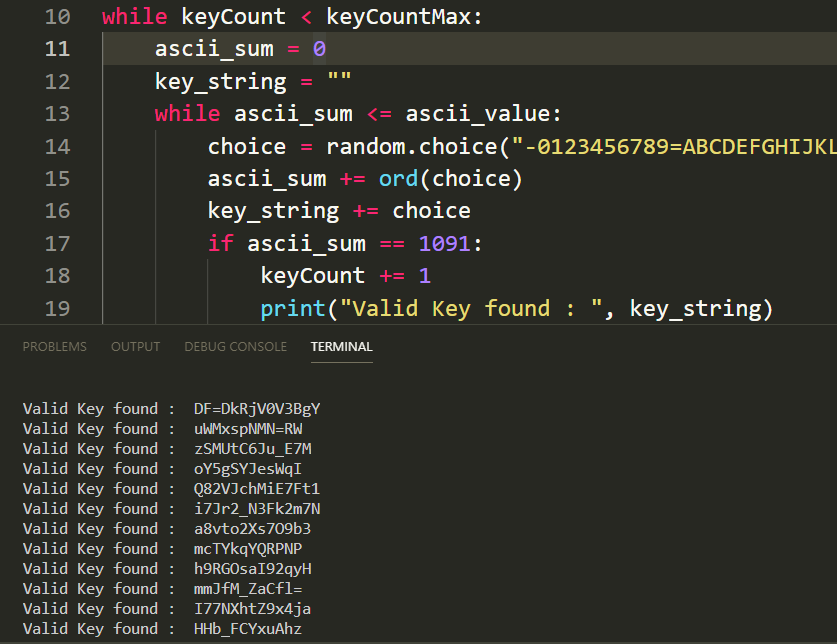 10 while keyCount < keyCountMax:
11 ascii_sum = 0
12 key_string = ""
13 while ascii_sum <= ascii_value:
14 choice = random.choice("-0123456789=ABCDEFGHIJKL
15 ascii_sum += ord(choice)
16 key_string += choice
17 if ascii_sum == 1091:
18 keyCount += 1
19 print("Valid Key found : ", key_string)
PROBLEMS OUTPUT DEBUG CONSOLE TERMINAL
Valid Key found :  DF=DkRjV0V3BgY
Valid Key found :  uWMxspNMN=RW
Valid Key found :  zSMUtC6Ju_E7M
Valid Key found :  oY5gSYJesWqI
Valid Key found :  Q82VJchMiE7Ft1
Valid Key found :  i7Jr2_N3Fk2m7N
Valid Key found :  a8vto2Xs7O9b3
Valid Key found :  mcTYkqYQRPNP
Valid Key found :  h9RGOsaI92qyH
Valid Key found :  mmJfM_ZaCfl=
Valid Key found :  I77NXhtZ9x4ja
Valid Key found :  HHb_FCYxuAhz